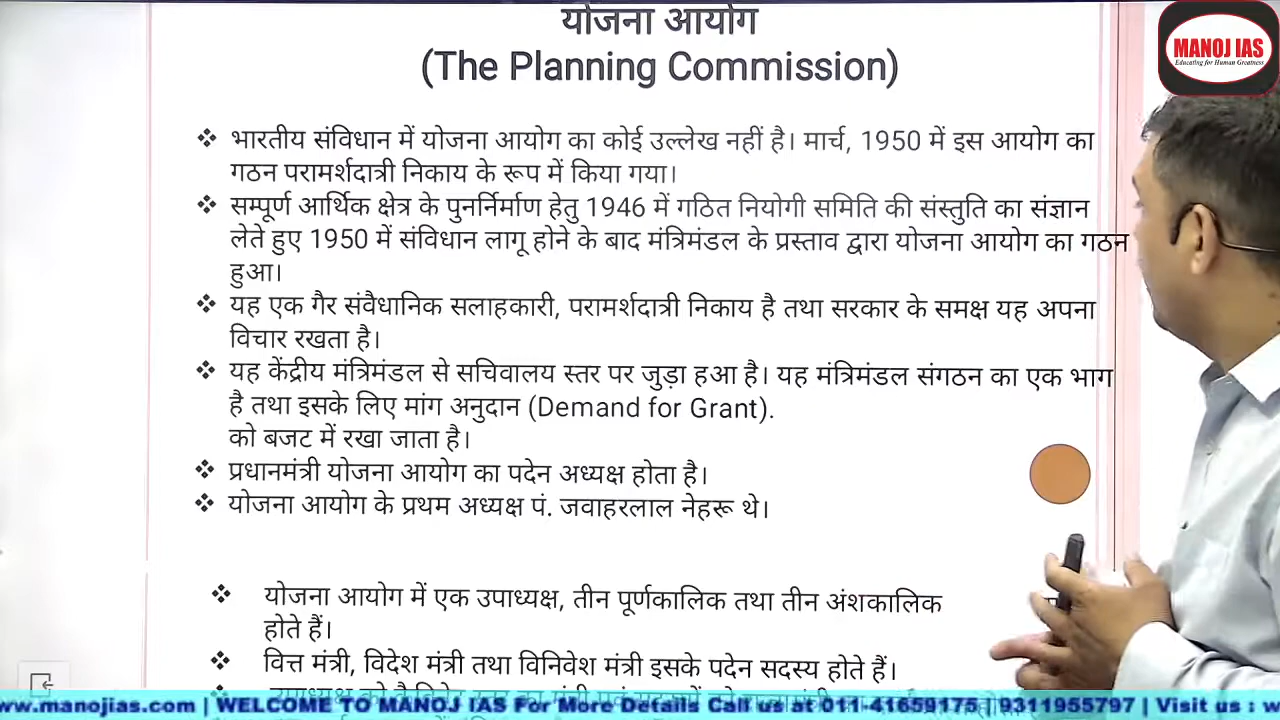 योजना आयोग
(The Planning Commission)
MANOJ IAS
Educating for Human Greatness
❖ भारतीय संविधान में योजना आयोग का कोई उल्लेख नहीं है। मार्च, 1950 में इस आयोग का
गठन परामर्शदात्री निकाय के रूप में किया गया।
❖ सम्पूर्ण आर्थिक क्षेत्र के पुनर्निर्माण हेतु 1946 में गठित नियोगी समिति की संस्तुति का संज्ञान
लेते हुए 1950 में संविधान लागू होने के बाद मंत्रिमंडल के प्रस्ताव द्वारा योजना आयोग का गठन
हुआ।
❖ यह एक गैर संवैधानिक सलाहकारी, परामर्शदात्री निकाय है तथा सरकार के समक्ष यह अपना
विचार रखता है।
❖ यह केंद्रीय मंत्रिमंडल से सचिवालय स्तर पर जुड़ा हआ है। यह मंत्रिमंडल संगठन का एक भाग
है तथा इसके लिए मांग अनुदान (Demand for Grant).
को बजट में रखा जाता है।
❖ प्रधानमंत्री योजना आयोग का पदेन अध्यक्ष होता है।
❖ योजना आयोग के प्रथम अध्यक्ष पं. जवाहरलाल नेहरू थे।
❖ योजना आयोग में एक उपाध्यक्ष, तीन पूर्णकालिक तथा तीन अंशकालिक
होते हैं।
❖ वित्त मंत्री, विदेश मंत्री तथा विनिवेश मंत्री इसके पदेन सदस्य होते हैं।
www.manojias.com | WELCOME TO MANOJ IAS For More Details Call us at 011-41659175 | 9311955797 | Visit us : w